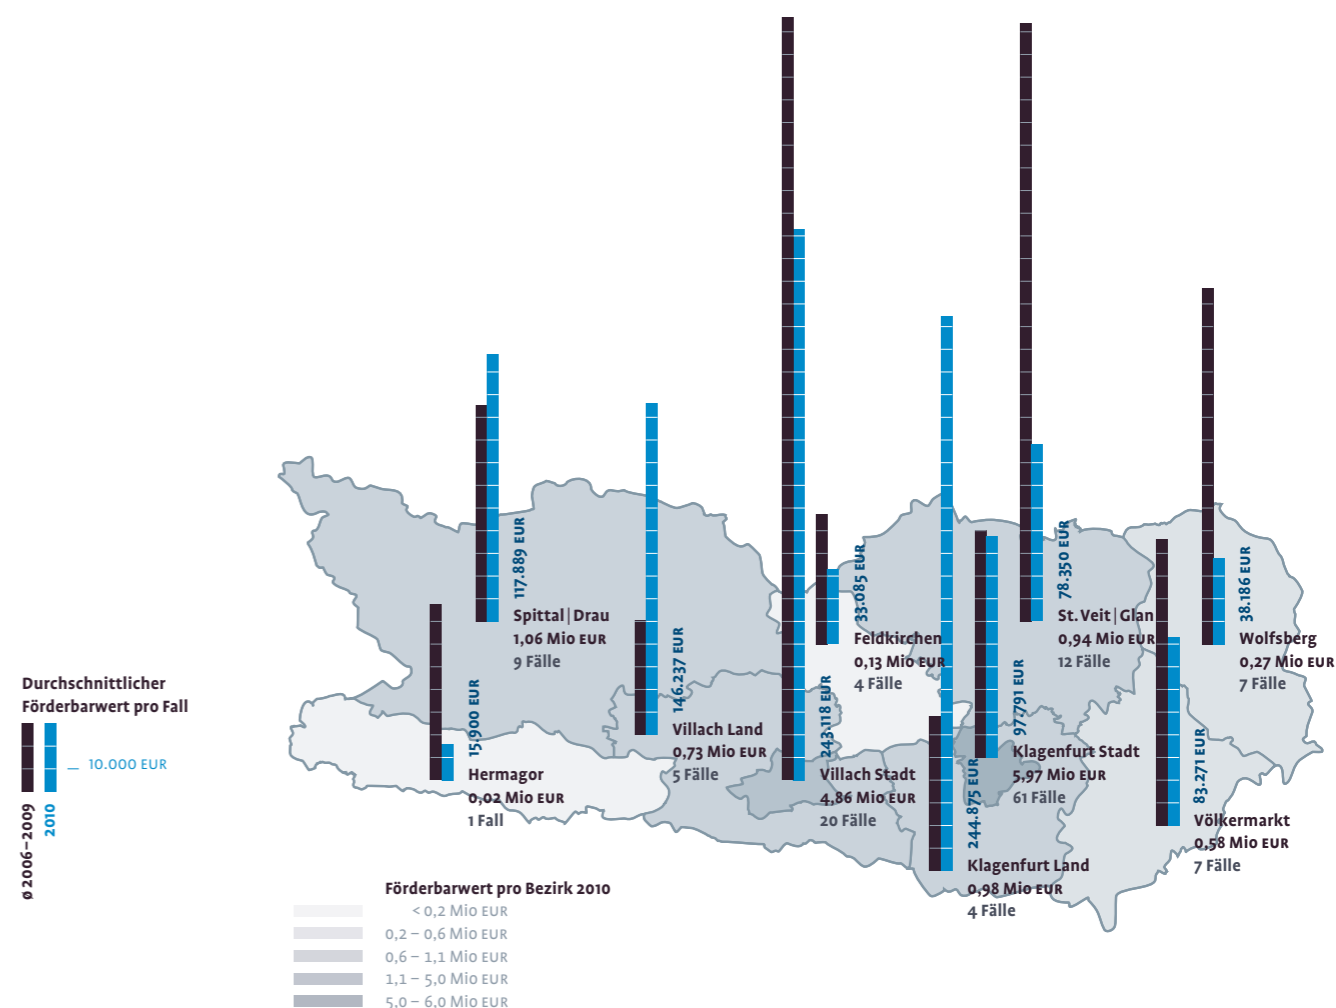 117.889 EUR
Spittal|Drau
1,06 Mio EUR
9 Fälle
15.900 EUR
Hermagor
0,02 Mio EUR
1 Fall
146.237 EUR
Villach Land
0,73 Mio EUR
5 Fälle
243.118 EUR
Villach Stadt
4,86 Mio EUR
20 Fälle
33.085 EUR
Feldkirchen
0,13 Mio EUR
4 Fälle
244.875 EUR
Klagenfurt Land
0,98 Mio EUR
4 Fälle
97.791 EUR
Klagenfurt Stadt
5,97 Mio EUR
61 Fälle
78.350 EUR
St. Veit|Glan
0,94 Mio EUR
12 Fälle
83.271 EUR
Völkermarkt
0,58 Mio EUR
7 Fälle
38.186 EUR
Wolfsberg
0,27 Mio EUR
7 Fälle
Durchschnittlicher
Förderbarwert pro Fall
10.000 EUR
ø 2006–2009
2010
Förderbarwert pro Bezirk 2010
< 0,2 Mio EUR
0,2 – 0,6 Mio EUR
0,6 – 1,1 Mio EUR
1,1 – 5,0 Mio EUR
5,0 – 6,0 Mio EUR